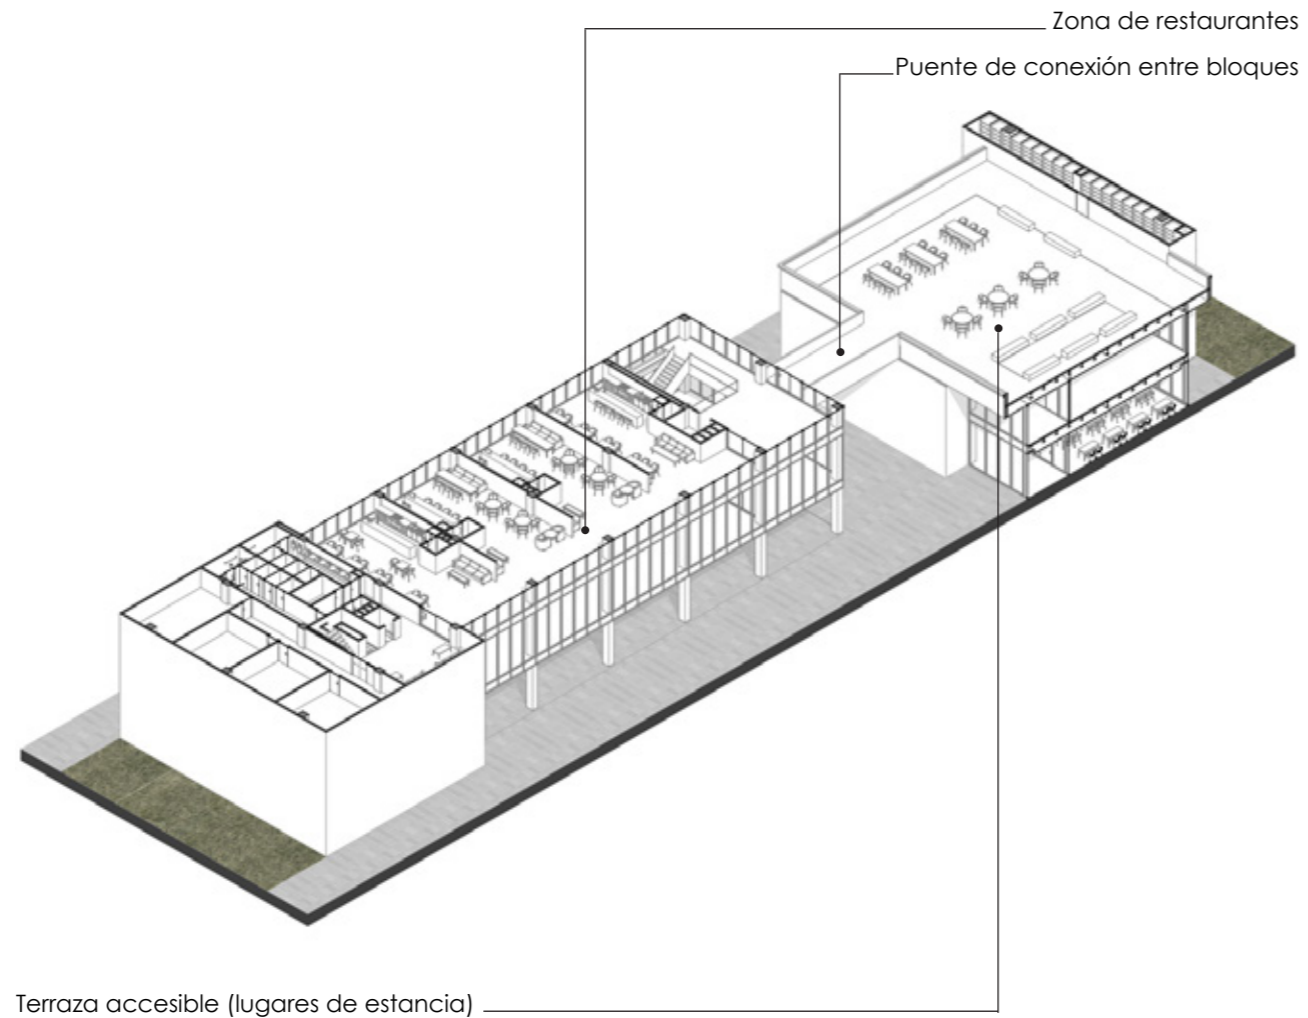 Zona de restaurantes
Puente de conexión entre bloques
Terraza accesible (lugares de estancia)